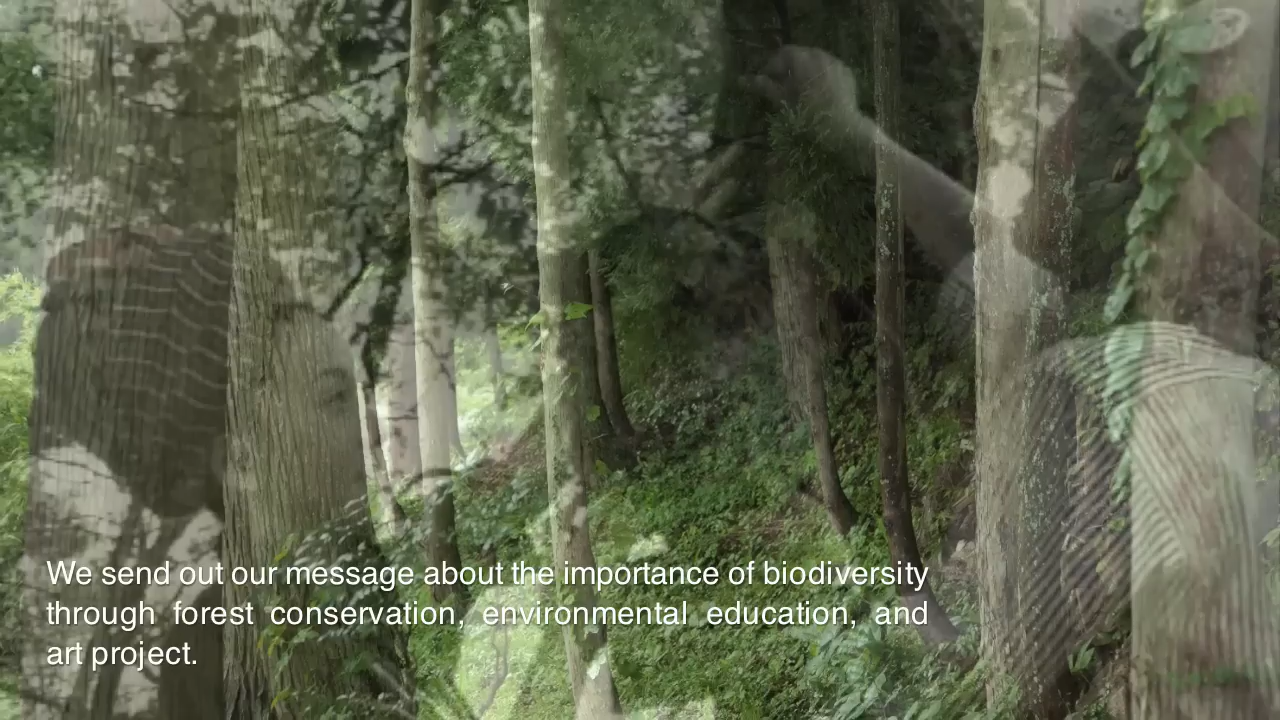 We send out our message about the importance of biodiversity
through forest conservation, environmental education, and
art project.